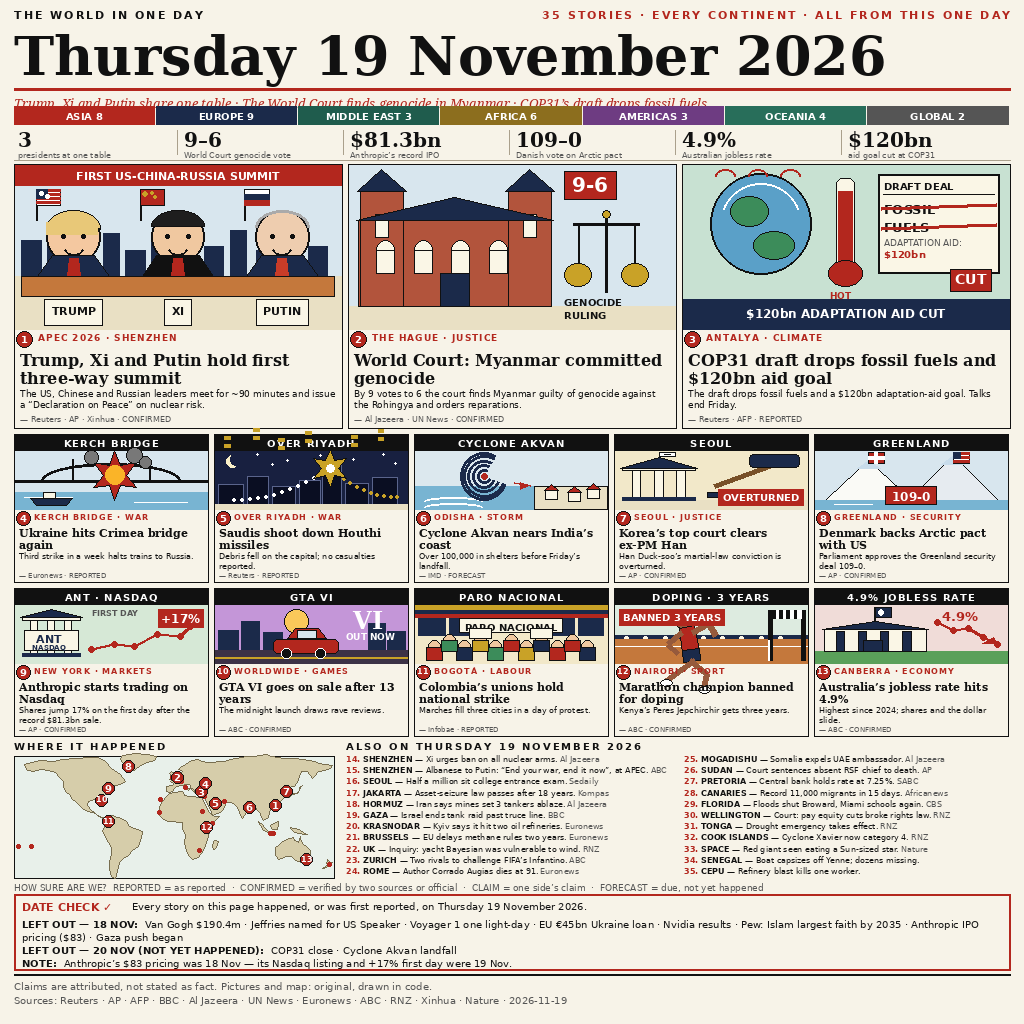 THE WORLD IN ONE DAY
35 STORIES · EVERY CONTINENT · ALL FROM THIS ONE DAY
Thursday 19 November 2026
Trump, Xi and Putin share one table · The World Court finds genocide in Myanmar · COP31's draft drops fossil fuels
ASIA 8
EUROPE 9
MIDDLE EAST 3
AFRICA 6
AMERICAS 3
OCEANIA 4
GLOBAL 2
3
presidents at one table
9–6
World Court genocide vote
$81.3bn
Anthropic's record IPO
109–0
Danish vote on Arctic pact
4.9%
Australian jobless rate
$120bn
aid goal cut at COP31
FIRST US-CHINA-RUSSIA SUMMIT
TRUMP
XI
PUTIN
1 APEC 2026 · SHENZHEN
Trump, Xi and Putin hold first
three-way summit
The US, Chinese and Russian leaders meet for ~90 minutes and issue
a “Declaration on Peace” on nuclear risk.
— Reuters · AP · Xinhua · CONFIRMED
9-6
GENOCIDE
RULING
2 THE HAGUE · JUSTICE
World Court: Myanmar committed
genocide
By 9 votes to 6 the court finds Myanmar guilty of genocide against
the Rohingya and orders reparations.
— Al Jazeera · UN News · CONFIRMED
DRAFT DEAL
FOSSIL
FUELS
ADAPTATION AID:
$120bn
CUT
HOT
$120bn ADAPTATION AID CUT
3 ANTALYA · CLIMATE
COP31 draft drops fossil fuels and
$120bn aid goal
The draft drops fossil fuels and a $120bn adaptation-aid goal. Talks
end Friday.
— Reuters · AFP · REPORTED
KERCH BRIDGE
4 KERCH BRIDGE · WAR
Ukraine hits Crimea bridge
again
Third strike in a week halts trains to Russia.
— Euronews · REPORTED
OVER RIYADH
5 OVER RIYADH · WAR
Saudis shoot down Houthi
missiles
Debris fell on the capital; no casualties
reported.
— Reuters · REPORTED
CYCLONE AKVAN
6 ODISHA · STORM
Cyclone Akvan nears India's
coast
Over 100,000 in shelters before Friday's
landfall.
— IMD · FORECAST
SEOUL
OVERTURNED
7 SEOUL · JUSTICE
Korea's top court clears
ex-PM Han
Han Duck-soo's martial-law conviction is
overturned.
— AP · CONFIRMED
GREENLAND
109-0
8 GREENLAND · SECURITY
Denmark backs Arctic pact
with US
Parliament approves the Greenland security
deal 109–0.
— AP · CONFIRMED
ANT · NASDAQ
FIRST DAY
+17%
ANT
NASDAQ
9 NEW YORK · MARKETS
Anthropic starts trading on
Nasdaq
Shares jump 17% on the first day after the
record $81.3bn sale.
— AP · CONFIRMED
GTA VI
VI
OUT NOW
10 WORLDWIDE · GAMES
GTA VI goes on sale after 13
years
The midnight launch draws rave reviews.
— ABC · CONFIRMED
PARO NACIONAL
PARO NACIONAL
11 BOGOTÁ · LABOUR
Colombia's unions hold
national strike
Marches fill three cities in a day of protest.
— Infobae · REPORTED
DOPING · 3 YEARS
BANNED 3 YEARS
12 NAIROBI · SPORT
Marathon champion banned
for doping
Kenya's Peres Jepchirchir gets three years.
— ABC · CONFIRMED
4.9% JOBLESS RATE
4.9%
13 CANBERRA · ECONOMY
Australia's jobless rate hits
4.9%
Highest since 2024; shares and the dollar
slide.
— ABC · CONFIRMED
WHERE IT HAPPENED
8
2
9
4
3
7
10
5
6
1
11
12
13
ALSO ON THURSDAY 19 NOVEMBER 2026
14. SHENZHEN — Xi urges ban on all nuclear arms. Al Jazeera
15. SHENZHEN — Albanese to Putin: “End your war, end it now”, at APEC. ABC
16. SEOUL — Half a million sit college entrance exam. Sedaily
17. JAKARTA — Asset-seizure law passes after 18 years. Kompas
18. HORMUZ — Iran says mines set 3 tankers ablaze. Al Jazeera
19. GAZA — Israel ends tank raid past truce line. BBC
20. KRASNODAR — Kyiv says it hit two oil refineries. Euronews
21. BRUSSELS — EU delays methane rules two years. Euronews
22. UK — Inquiry: yacht Bayesian was vulnerable to wind. RNZ
23. ZURICH — Two rivals to challenge FIFA's Infantino. ABC
24. ROME — Author Corrado Augias dies at 91. Euronews
25. MOGADISHU — Somalia expels UAE ambassador. Al Jazeera
26. SUDAN — Court sentences absent RSF chief to death. AP
27. PRETORIA — Central bank holds rate at 7.25%. SABC
28. CANARIES — Record 11,000 migrants in 15 days. Africanews
29. FLORIDA — Floods shut Broward, Miami schools again. CBS
30. WELLINGTON — Court: pay equity cuts broke rights law. RNZ
31. TONGA — Drought emergency takes effect. RNZ
32. COOK ISLANDS — Cyclone Xavier now category 4. RNZ
33. SPACE — Red giant seen eating a Sun-sized star. Nature
34. SENEGAL — Boat capsizes off Yenne; dozens missing.
35. CEPU — Refinery blast kills one worker.
HOW SURE ARE WE? REPORTED = as reported · CONFIRMED = verified by two sources or official · CLAIM = one side's claim · FORECAST = due, not yet happened
DATE CHECK ✓ Every story on this page happened, or was first reported, on Thursday 19 November 2026.
LEFT OUT — 18 NOV: Van Gogh $190.4m · Jeffries named for US Speaker · Voyager 1 one light-day · EU €45bn Ukraine loan · Nvidia results · Pew: Islam largest faith by 2035 · Anthropic IPO
pricing ($83) · Gaza push began
LEFT OUT — 20 NOV (NOT YET HAPPENED): COP31 close · Cyclone Akvan landfall
NOTE: Anthropic's $83 pricing was 18 Nov — its Nasdaq listing and +17% first day were 19 Nov.
Claims are attributed, not stated as fact. Pictures and map: original, drawn in code.
Sources: Reuters · AP · AFP · BBC · Al Jazeera · UN News · Euronews · ABC · RNZ · Xinhua · Nature · 2026-11-19